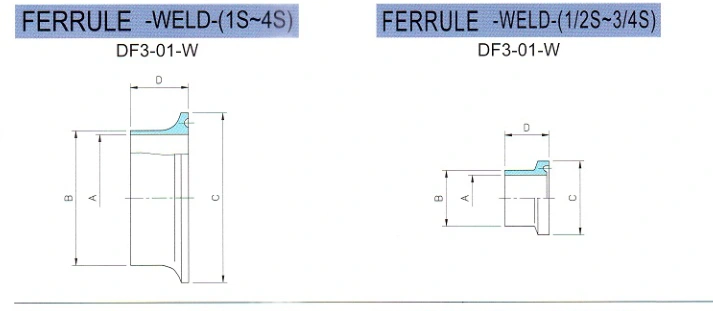 FERRULE -WELD-(1S~4S)
DF3-01-W
D
B
A
C
FERRULE -WELD-(1/2S~3/4S)
DF3-01-W
D
B
A
C